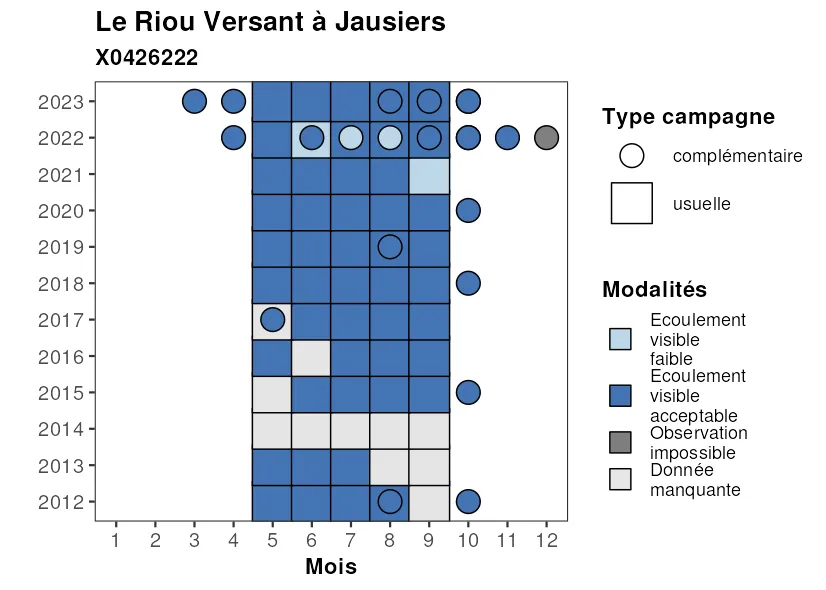 Le Riou Versant à Jausiers
X0426222
2023
2022
2021
2020
2019
2018
2017
2016
2015
2014
2013
2012
1 2 3 4 5 6 7 8 9 10 11 12
Mois
Type campagne
complémentaire
usuelle
Modalités
Ecoulement
visible
faible
Ecoulement
visible
acceptable
Observation
impossible
Donnée
manquante